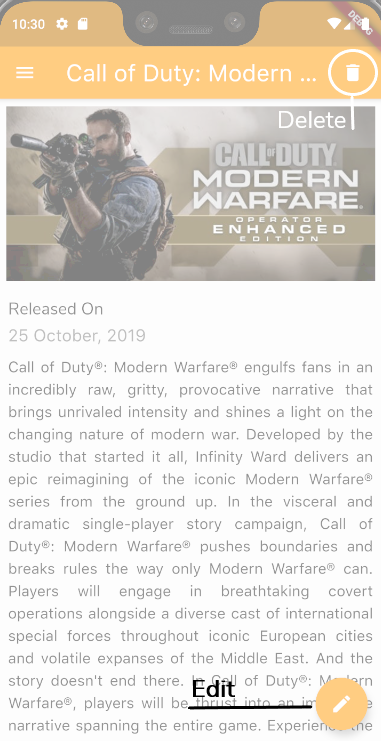 10:30
DEBUG
Call of Duty: Modern ...
Delete
CALL OF DUTY
MODERN
WARFARE
OPERATOR
ENHANCED
EDITION
Released On
25 October, 2019
Call of Duty®: Modern Warfare® engulfs fans in an
incredibly raw, gritty, provocative narrative that
brings unrivaled intensity and shines a light on the
changing nature of modern war. Developed by the
studio that started it all, Infinity Ward delivers an
epic reimagining of the iconic Modern Warfare®
series from the ground up. In the visceral and
dramatic single-player story campaign, Call of
Duty®: Modern Warfare® pushes boundaries and
breaks rules the way only Modern Warfare® can.
Players will engage in breathtaking covert
operations alongside a diverse cast of international
special forces throughout iconic European cities
and volatile expanses of the Middle East. And the
story doesn't end there. In Call of Duty®: Modern
Edit
Warfare®, players will be thrust into an
narrative spanning the entire game. Experience the